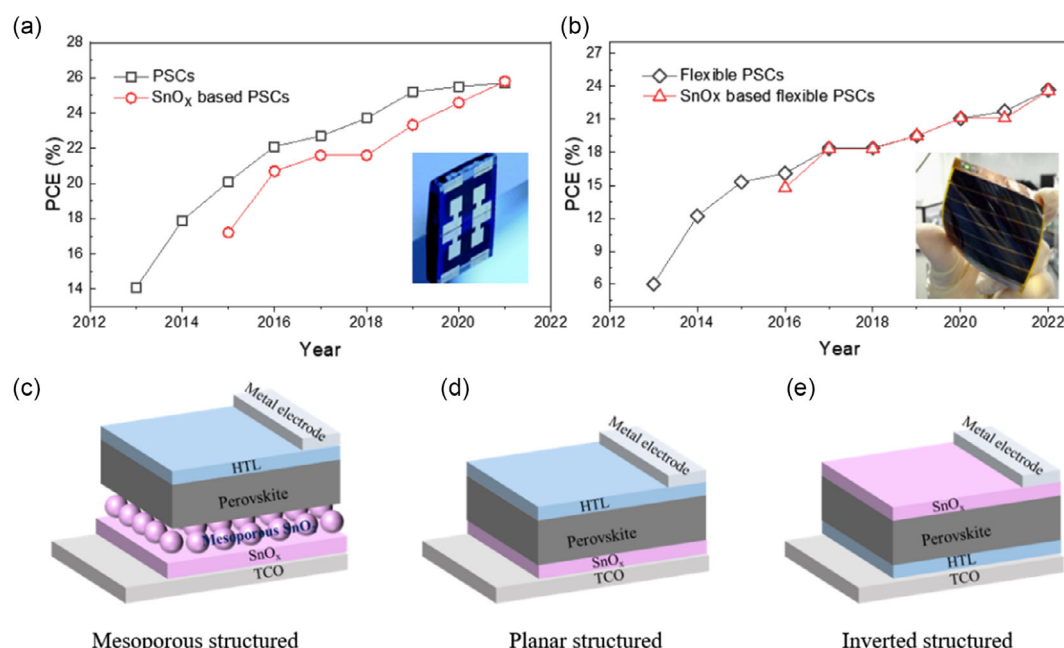 (a)
28
26
24
22
20
18
16
14
PCE (%)
PSCs
SnOₓ based PSCs
2012 2014 2016 2018 2020 2022
Year
(b)
27
24
21
18
15
12
9
6
PCE (%)
Flexible PSCs
SnOx based flexible PSCs
2012 2014 2016 2018 2020 2022
Year
(c)
Metal electrode
HTL
Perovskite
Mesoporous SnOₓ
SnOₓ
TCO
Mesoporous structured
(d)
Metal electrode
HTL
Perovskite
SnOₓ
TCO
Planar structured
(e)
Metal electrode
SnOₓ
Perovskite
HTL
TCO
Inverted structured